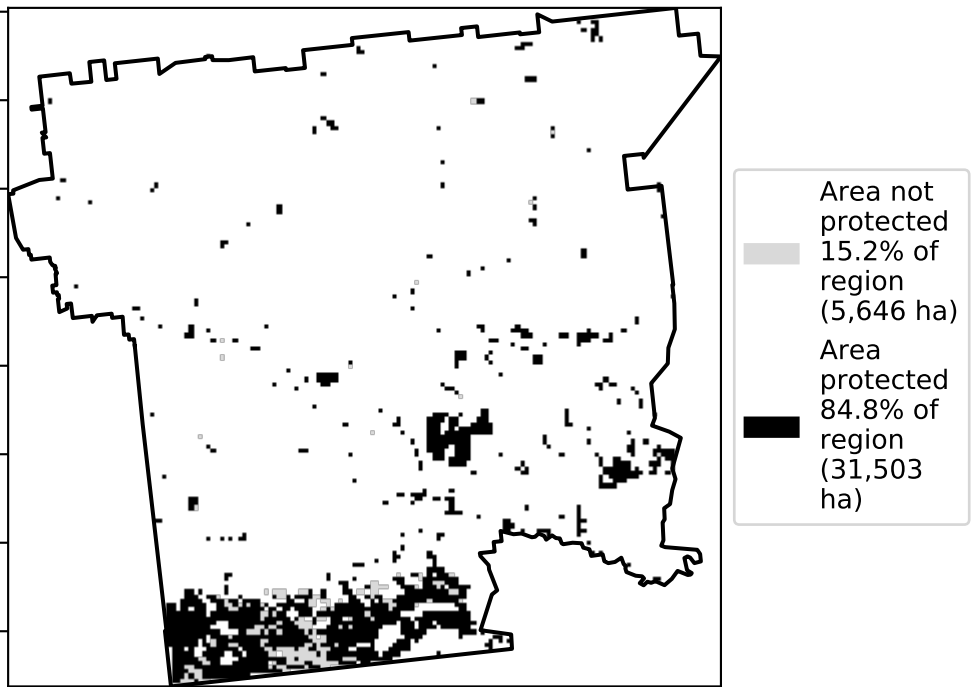 Area not
protected
15.2% of
region
(5,646 ha)
Area
protected
84.8% of
region
(31,503
ha)